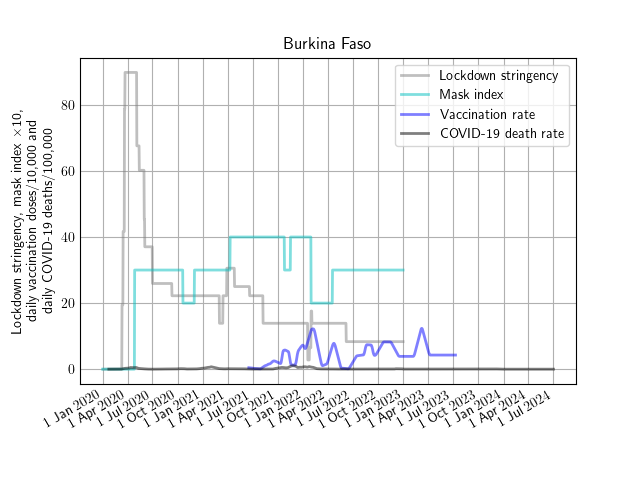 Burkina Faso
Lockdown stringency
Mask index
Vaccination rate
COVID-19 death rate
Lockdown stringency, mask index ×10,
daily vaccination doses/10,000 and
daily COVID-19 deaths/100,000
80
60
40
20
0
1 Jan 2020
1 Apr 2020
1 Jul 2020
1 Oct 2020
1 Jan 2021
1 Apr 2021
1 Jul 2021
1 Oct 2021
1 Jan 2022
1 Apr 2022
1 Jul 2022
1 Oct 2022
1 Jan 2023
1 Apr 2023
1 Jul 2023
1 Oct 2023
1 Jan 2024
1 Apr 2024
1 Jul 2024